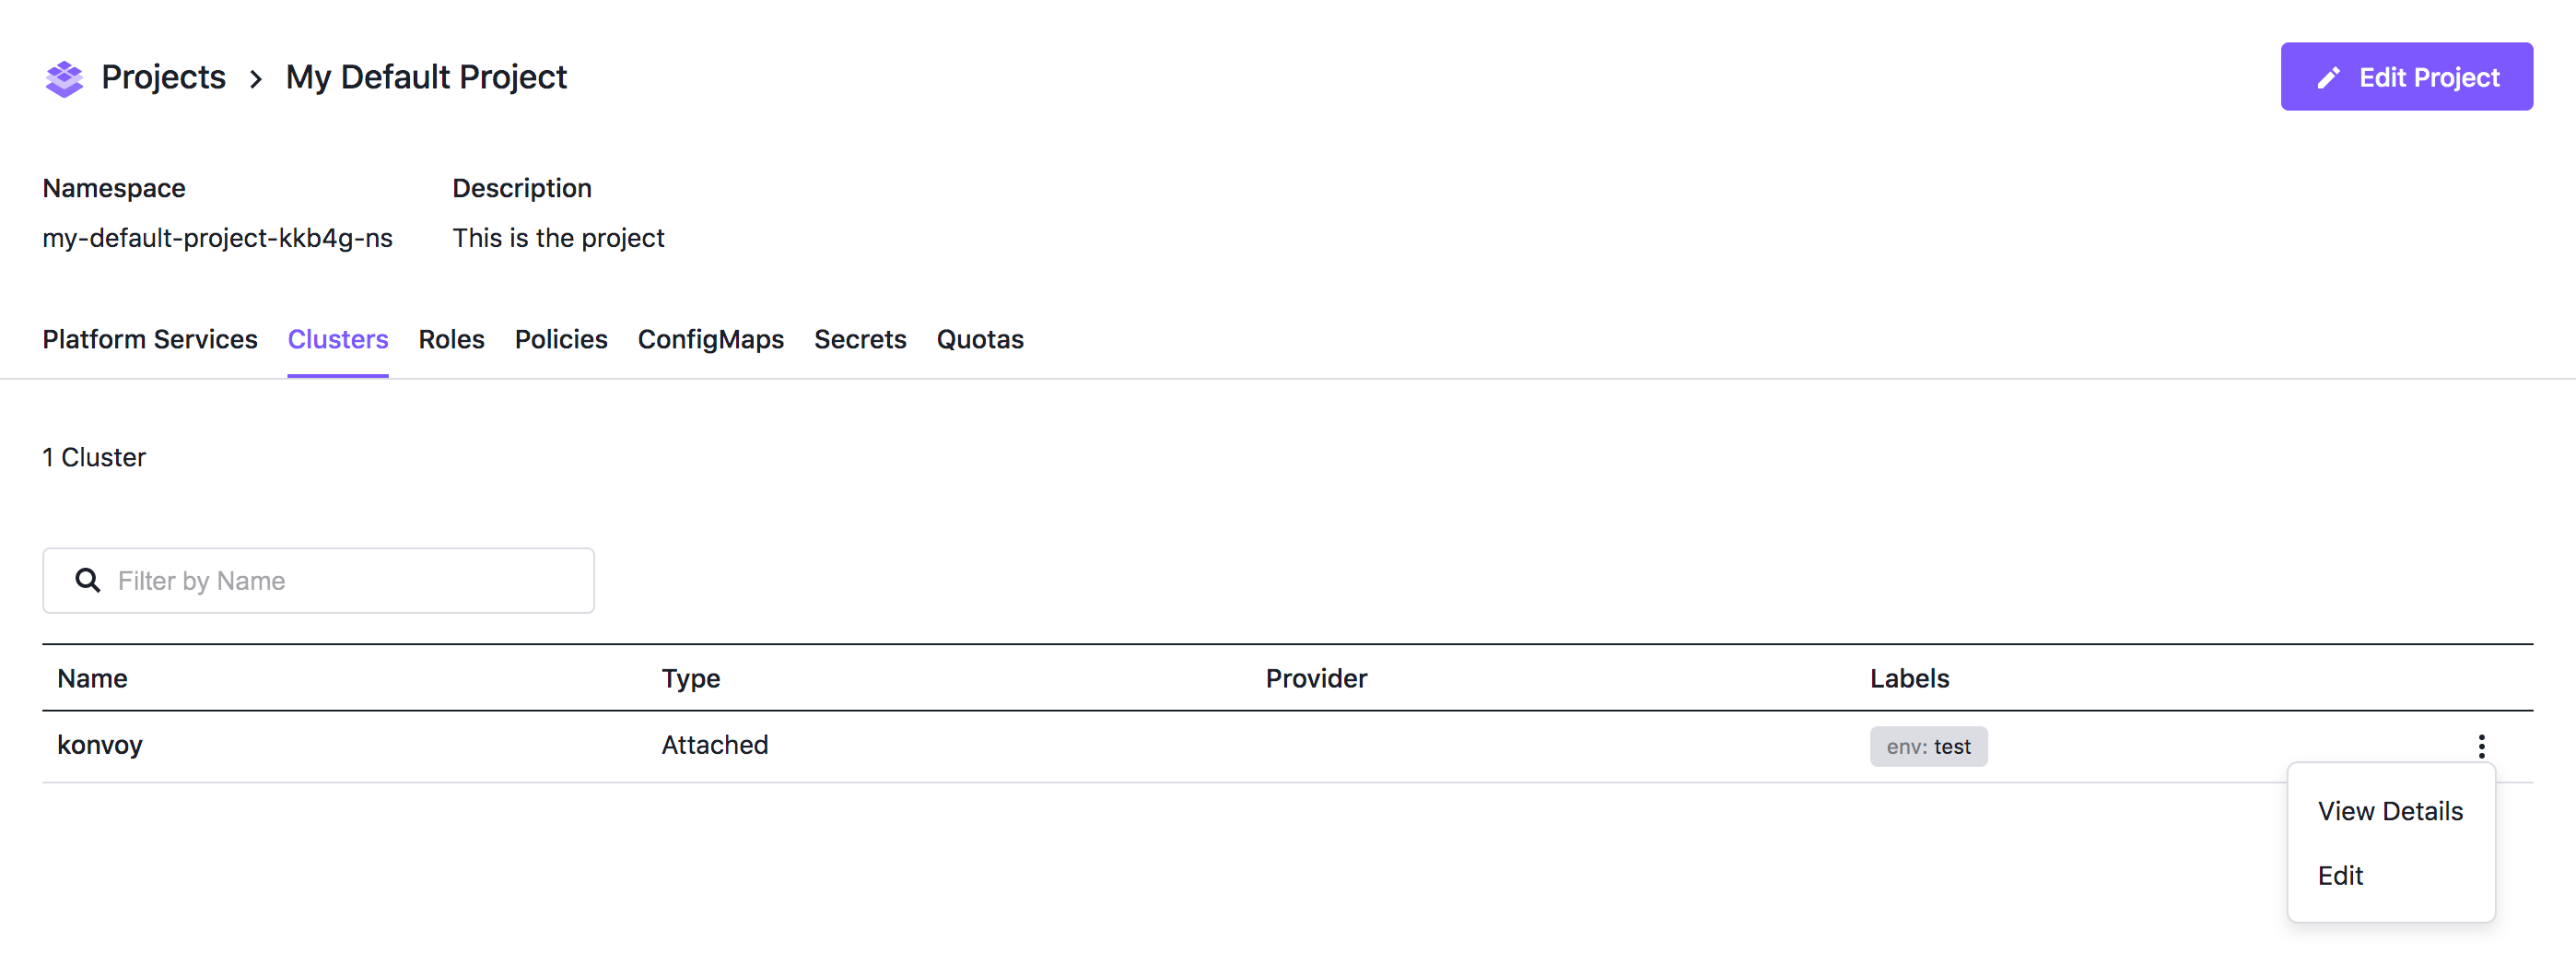 Projects > My Default Project
Edit Project
Namespace Description
my-default-project-kkb4g-ns This is the project
Platform Services Clusters Roles Policies ConfigMaps Secrets Quotas
1 Cluster
Filter by Name
Name Type Provider Labels
konvoy Attached env: test
View Details
Edit